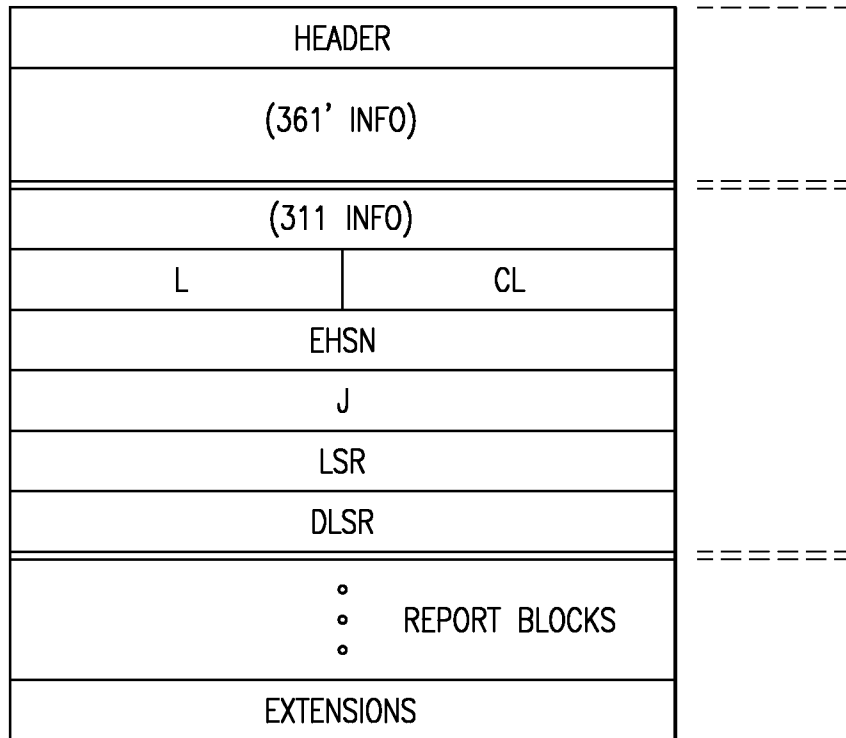 HEADER
(361' INFO)
(311 INFO)
L CL
EHSN
J
LSR
DLSR
REPORT BLOCKS
EXTENSIONS